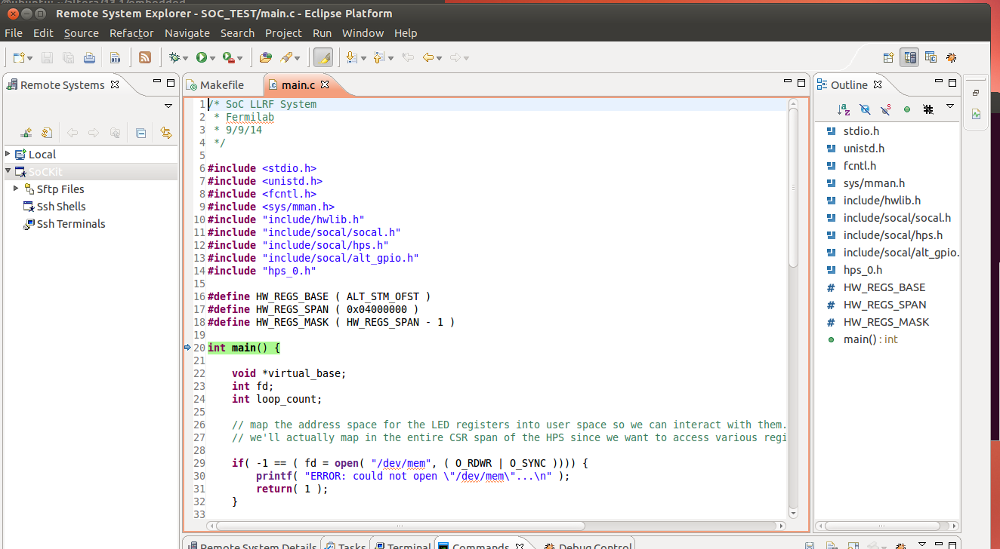 @ubuntu: ~/altera/13.1/embedded
Remote System Explorer - SOC_TEST/main.c - Eclipse Platform
File Edit Source Refactor Navigate Search Project Run Window Help
Remote Systems
Local
SoCKit
Sftp Files
Ssh Shells
Ssh Terminals
Makefile
main.c
1 /* SoC LLRF System
2 * Fermilab
3 * 9/9/14
4 */
5
6 #include <stdio.h>
7 #include <unistd.h>
8 #include <fcntl.h>
9 #include <sys/mman.h>
10 #include "include/hwlib.h"
11 #include "include/socal/socal.h"
12 #include "include/socal/hps.h"
13 #include "include/socal/alt_gpio.h"
14 #include "hps_0.h"
15
16 #define HW_REGS_BASE ( ALT_STM_OFST )
17 #define HW_REGS_SPAN ( 0x04000000 )
18 #define HW_REGS_MASK ( HW_REGS_SPAN - 1 )
19
20 int main() {
21
22 void *virtual_base;
23 int fd;
24 int loop_count;
25
26 // map the address space for the LED registers into user space so we can interact with them.
27 // we'll actually map in the entire CSR span of the HPS since we want to access various regi
28
29 if( -1 == ( fd = open( "/dev/mem", ( O_RDWR | O_SYNC )))) {
30 printf( "ERROR: could not open \"/dev/mem\"...\n" );
31 return( 1 );
32 }
33
Outline
stdio.h
unistd.h
fcntl.h
sys/mman.h
include/hwlib.h
include/socal/socal.h
include/socal/hps.h
include/socal/alt_gpio.
hps_0.h
HW_REGS_BASE
HW_REGS_SPAN
HW_REGS_MASK
main() : int
Remote System Details
Tasks
Terminal
Commands
Debug Control